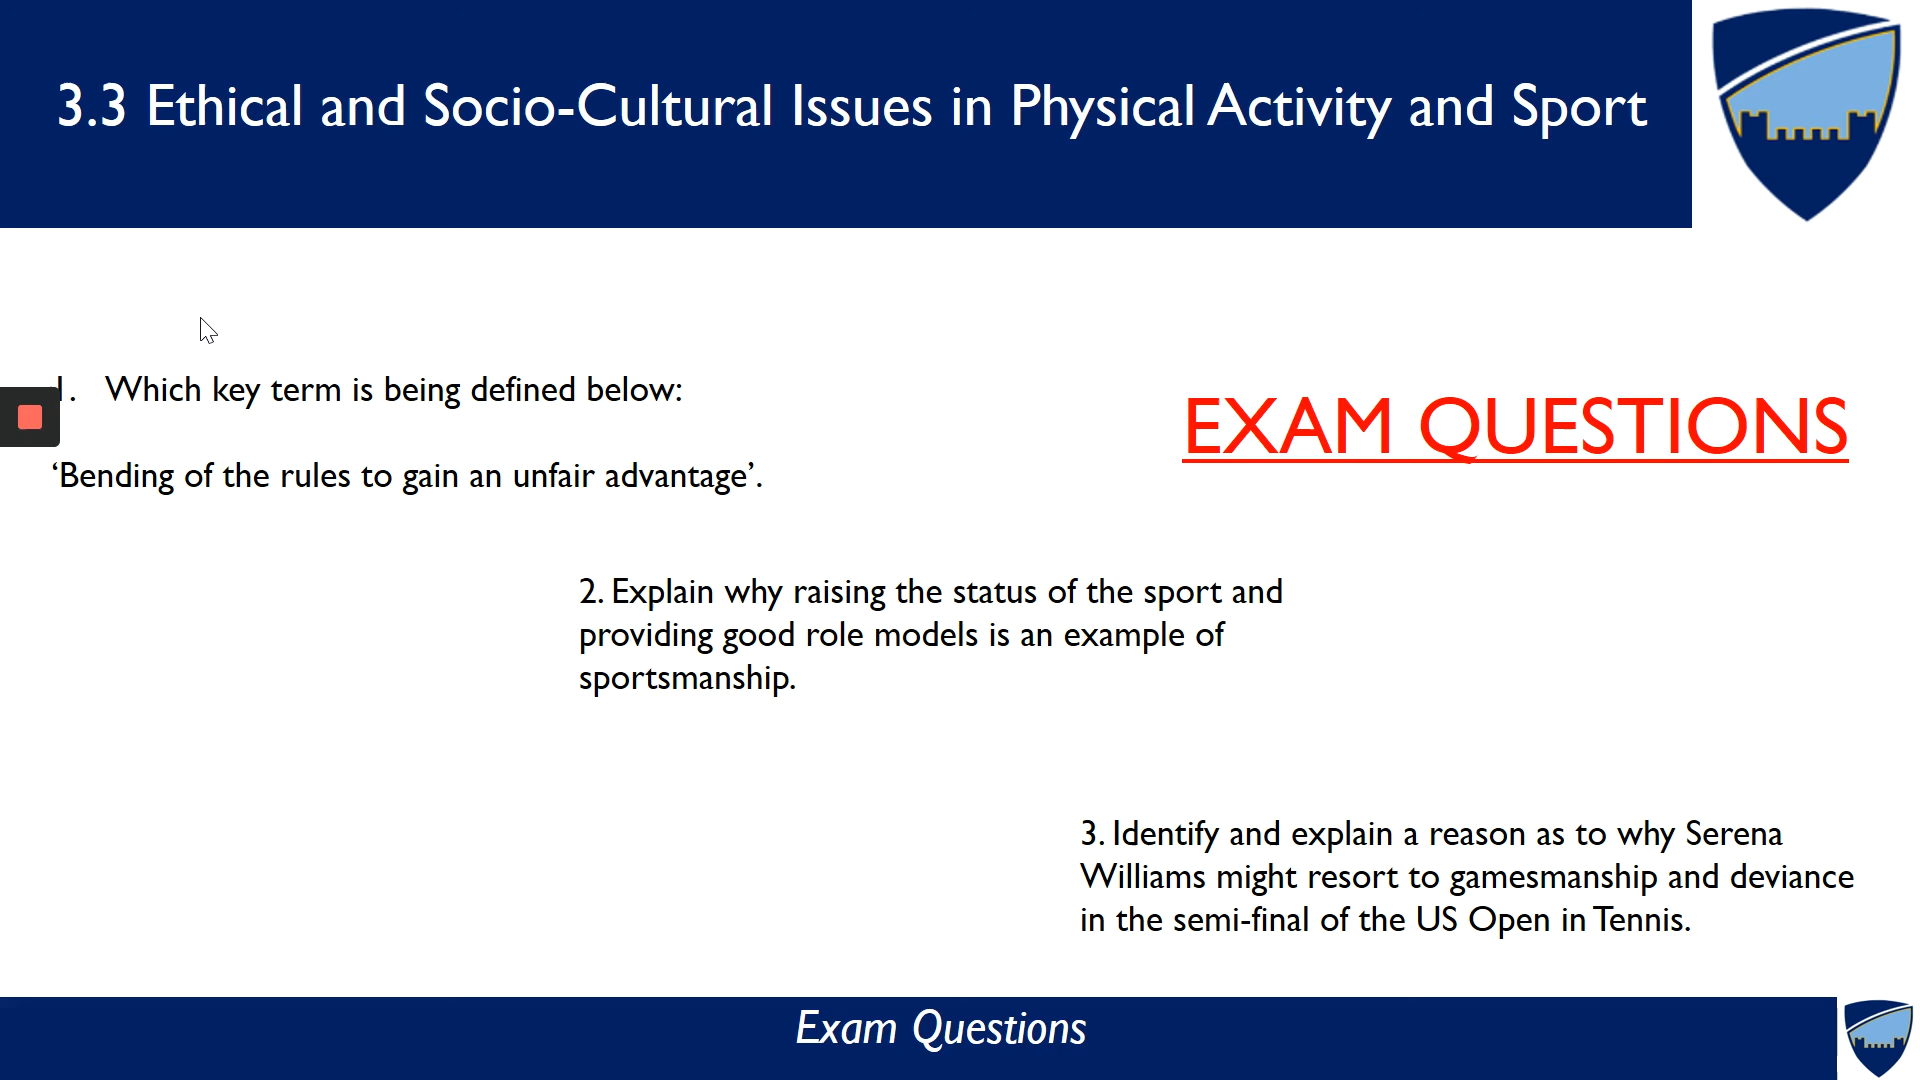 3.3 Ethical and Socio-Cultural Issues in Physical Activity and Sport
1. Which key term is being defined below:
‘Bending of the rules to gain an unfair advantage’.
EXAM QUESTIONS
2. Explain why raising the status of the sport and
providing good role models is an example of
sportsmanship.
3. Identify and explain a reason as to why Serena
Williams might resort to gamesmanship and deviance
in the semi-final of the US Open in Tennis.
Exam Questions